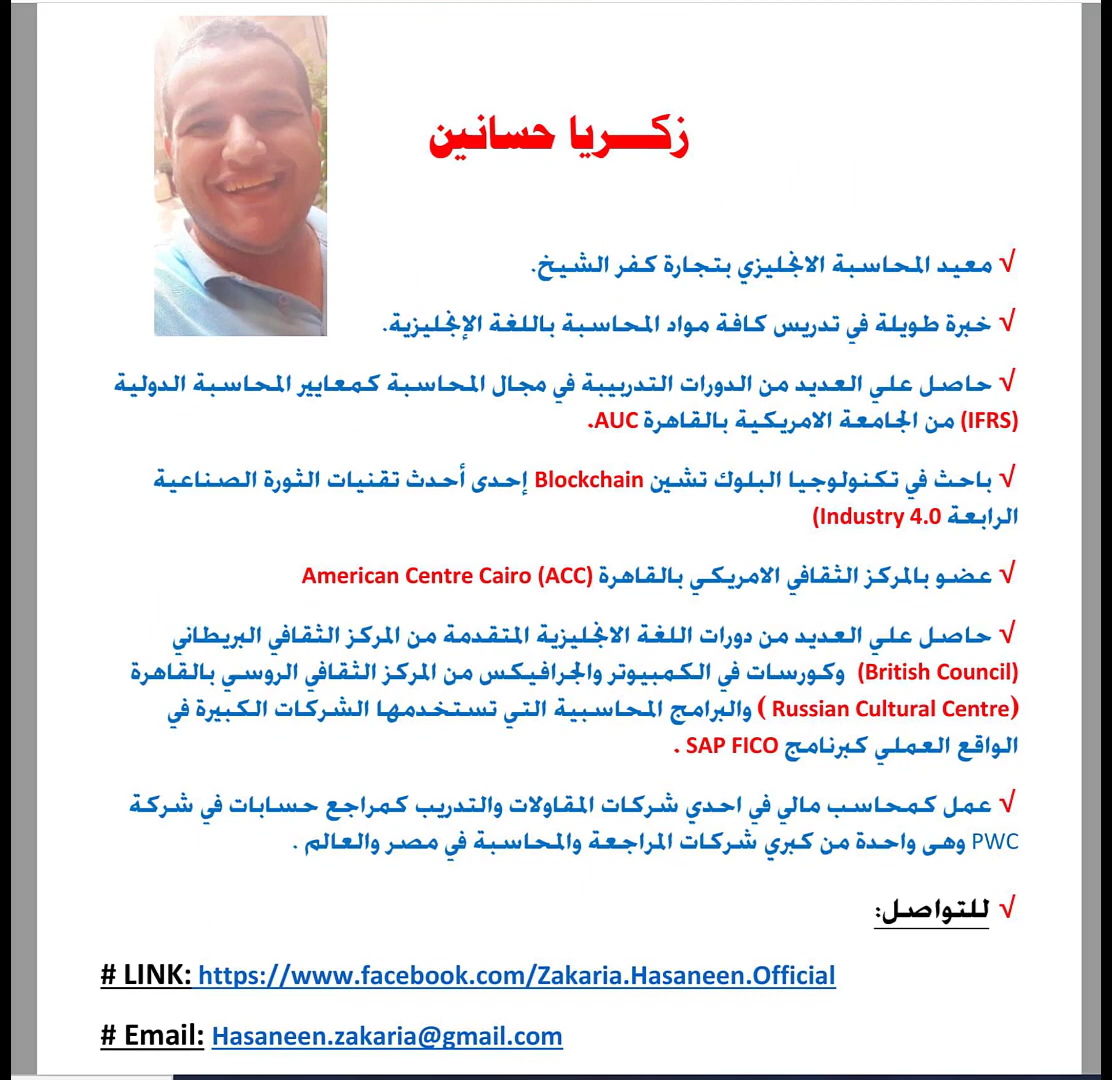 زكـــريا حسانين
√ معيد المحاسبة الانجليزي بتجارة كفر الشيخ.
√ خبرة طويلة في تدريس كافة مواد المحاسبة باللغة الإنجليزية.
√ حاصل علي العديد من الدورات التدريبية في مجال المحاسبة كمعايير المحاسبة الدولية
(IFRS) من الجامعة الامريكية بالقاهرة AUC.
√ باحث في تكنولوجيا البلوك تشين Blockchain إحدى أحدث تقنيات الثورة الصناعية
الرابعة Industry 4.0)
√ عضو بالمركز الثقافي الامريكي بالقاهرة American Centre Cairo (ACC)
√ حاصل علي العديد من دورات اللغة الانجليزية المتقدمة من المركز الثقافي البريطاني
(British Council) وكورسات في الكمبيوتر والجرافيكس من المركز الثقافي الروسي بالقاهرة
(Russian Cultural Centre ) والبرامج المحاسبية التي تستخدمها الشركات الكبيرة في
الواقع العملي كبرنامج SAP FICO .
√ عمل كمحاسب مالي في احدي شركات المقاولات والتدريب كمراجع حسابات في شركة
PWC وهى واحدة من كبري شركات المراجعة والمحاسبة في مصر والعالم .
√ للتواصل:
# LINK: https://www.facebook.com/Zakaria.Hasaneen.Official
# Email: Hasaneen.zakaria@gmail.com